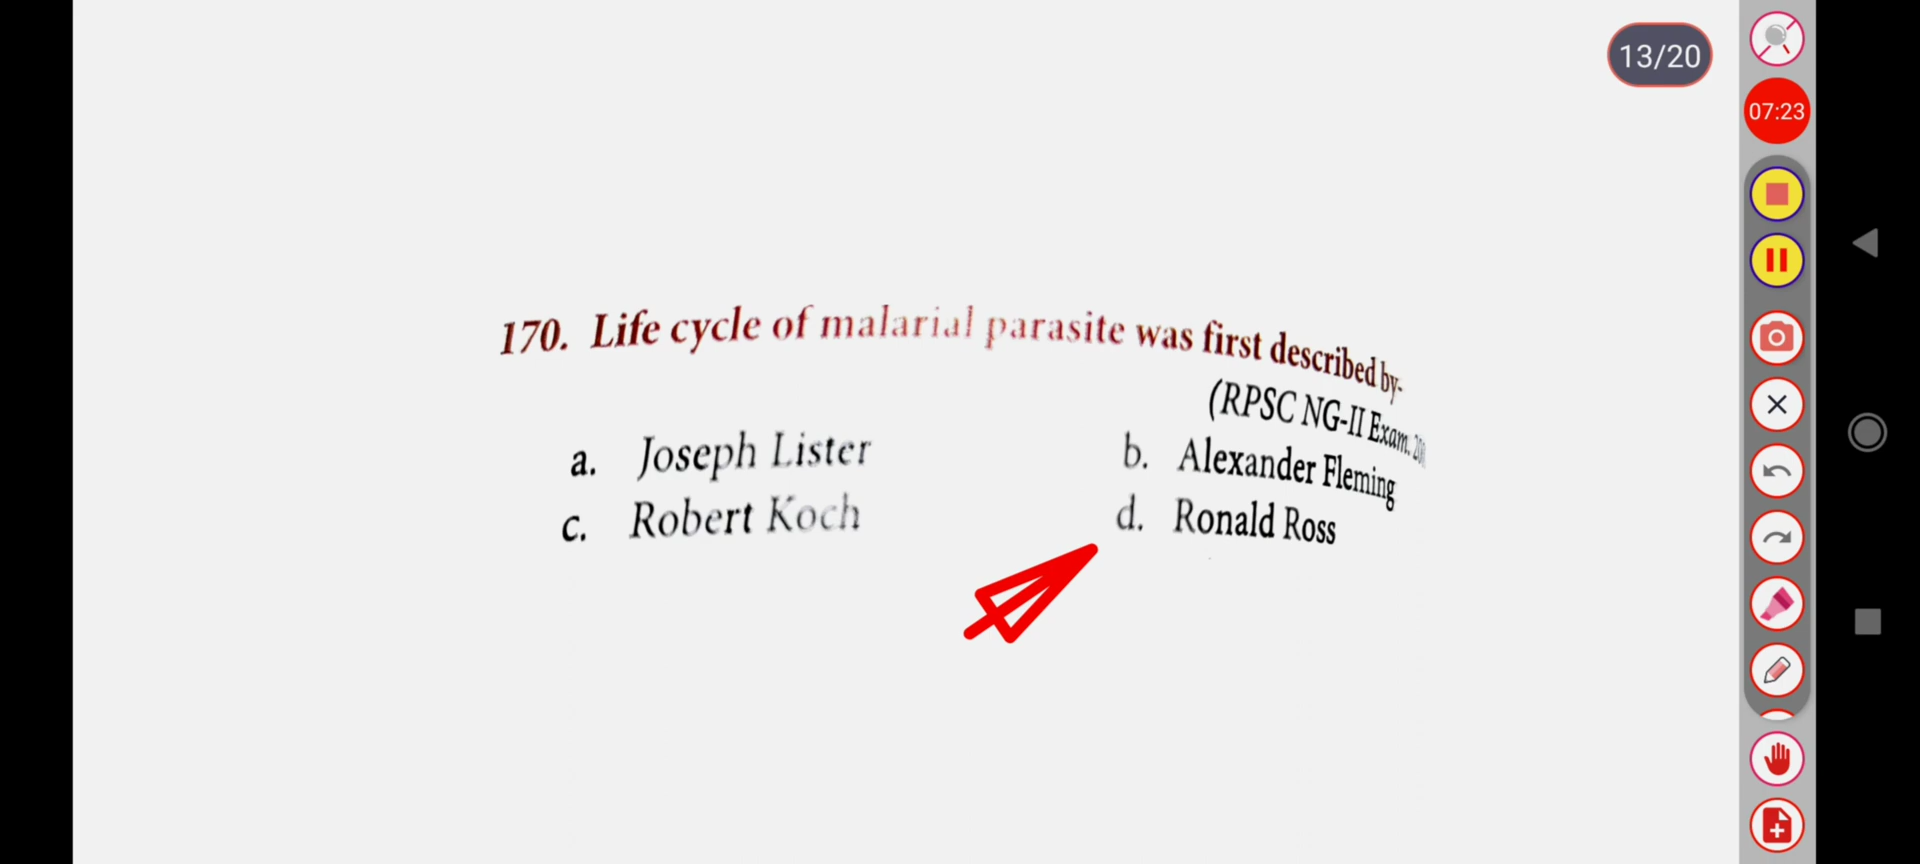 13/20
07:23
170. Life cycle of malarial parasite was first described by-
(RPSC NG-II Exam.
a. Joseph Lister b. Alexander Fleming
c. Robert Koch d. Ronald Ross